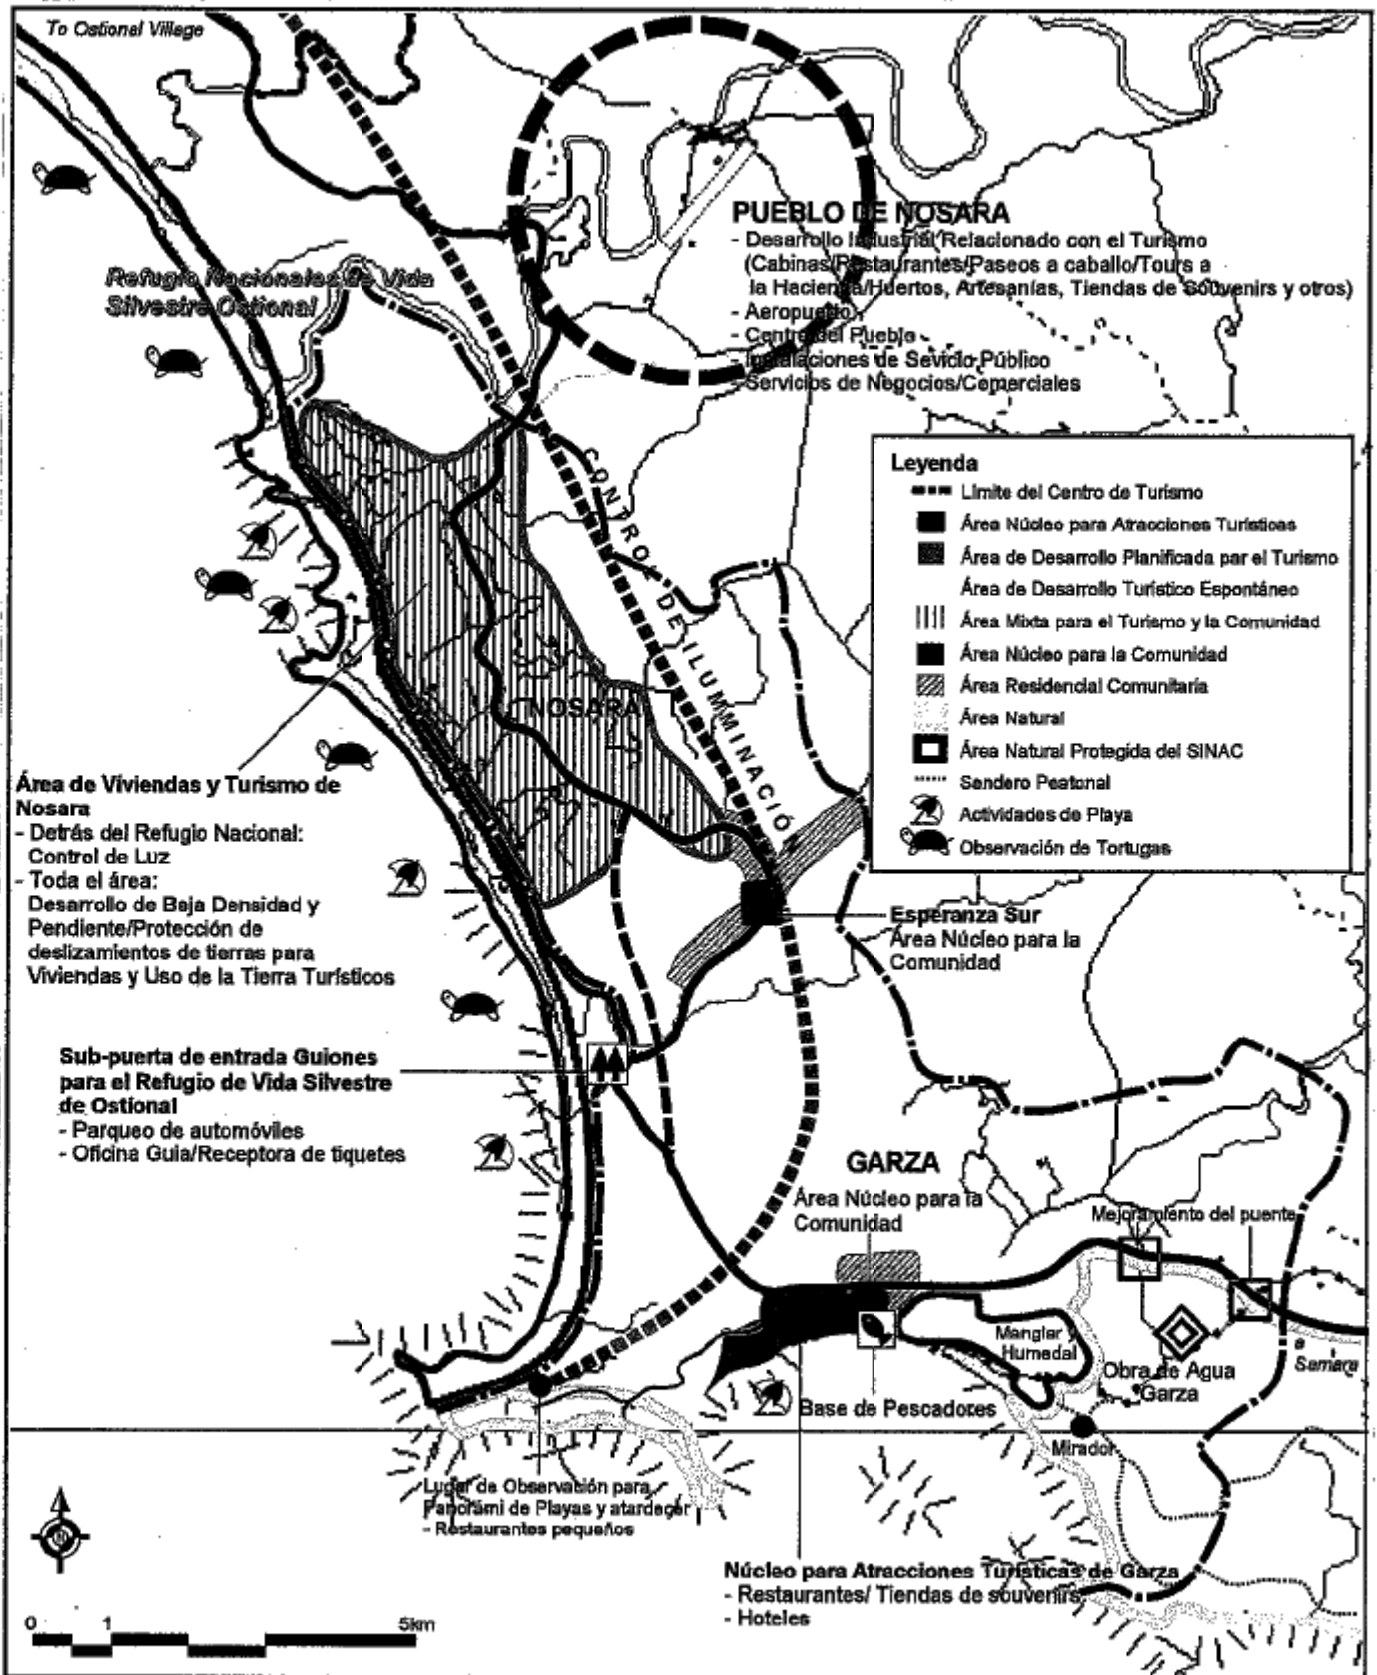 To Ostional Village
PUEBLO DE NOSARA
- Desarrollo Industrial Relacionado con el Turismo
(Cabinas/Restaurantes/Paseos a caballo/Tours a
la Hacienda/Huertos, Artesanías, Tiendas de Souvenirs y otros)
- Aeropuerto
- Centro del Pueblo
- Instalaciones de Sevicio Público
- Servicios de Negocios/Comerciales
Refugio Nacionales de Vida
Silvestre Ostional
Leyenda
Límite del Centro de Turismo
Área Núcleo para Atracciones Turísticas
Área de Desarrollo Planificada par el Turismo
Área de Desarrollo Turístico Espontáneo
Área Mixta para el Turismo y la Comunidad
Área Núcleo para la Comunidad
Área Residencial Comunitaria
Área Natural
Área Natural Protegida del SINAC
Sendero Peatonal
Actividades de Playa
Observación de Tortugas
CONTROL DE ILUMMINACIÓN
NOSARA
Área de Viviendas y Turismo de
Nosara
- Detrás del Refugio Nacional:
Control de Luz
- Toda el área:
Desarrollo de Baja Densidad y
Pendiente/Protección de
deslizamientos de tierras para
Viviendas y Uso de la Tierra Turísticos
Esperanza Sur
Área Núcleo para la
Comunidad
Sub-puerta de entrada Guiones
para el Refugio de Vida Silvestre
de Ostional
- Parqueo de automóviles
- Oficina Guia/Receptora de tiquetes
GARZA
Área Núcleo para la
Comunidad
Mejoramiento del puente
Manglar y
Humedal
Obra de Agua
Garza
a
Samara
Base de Pescadores
Mirador
Lugar de Observación para
Panorámi de Playas y atardecer
- Restaurantes pequeños
Núcleo para Atracciones Turísticas de Garza
- Restaurantes/ Tiendas de souvenirs
- Hoteles
N
0 1 5km